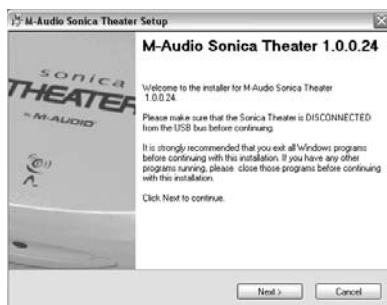 M-Audio Sonica Theater Setup
M-Audio Sonica Theater 1.0.0.24
sonica
THEATER
M-AUDIO
Welcome to the installer for M-Audio Sonica Theater
1.0.0.24.
Please make sure that the Sonica Theater is DISCONNECTED
from the USB bus before continuing.
It is strongly recommended that you exit all Windows programs
before continuing with this installation. If you have any other
programs running, please close those programs before continuing
with this installation.
Click Next to continue.
Next >
Cancel